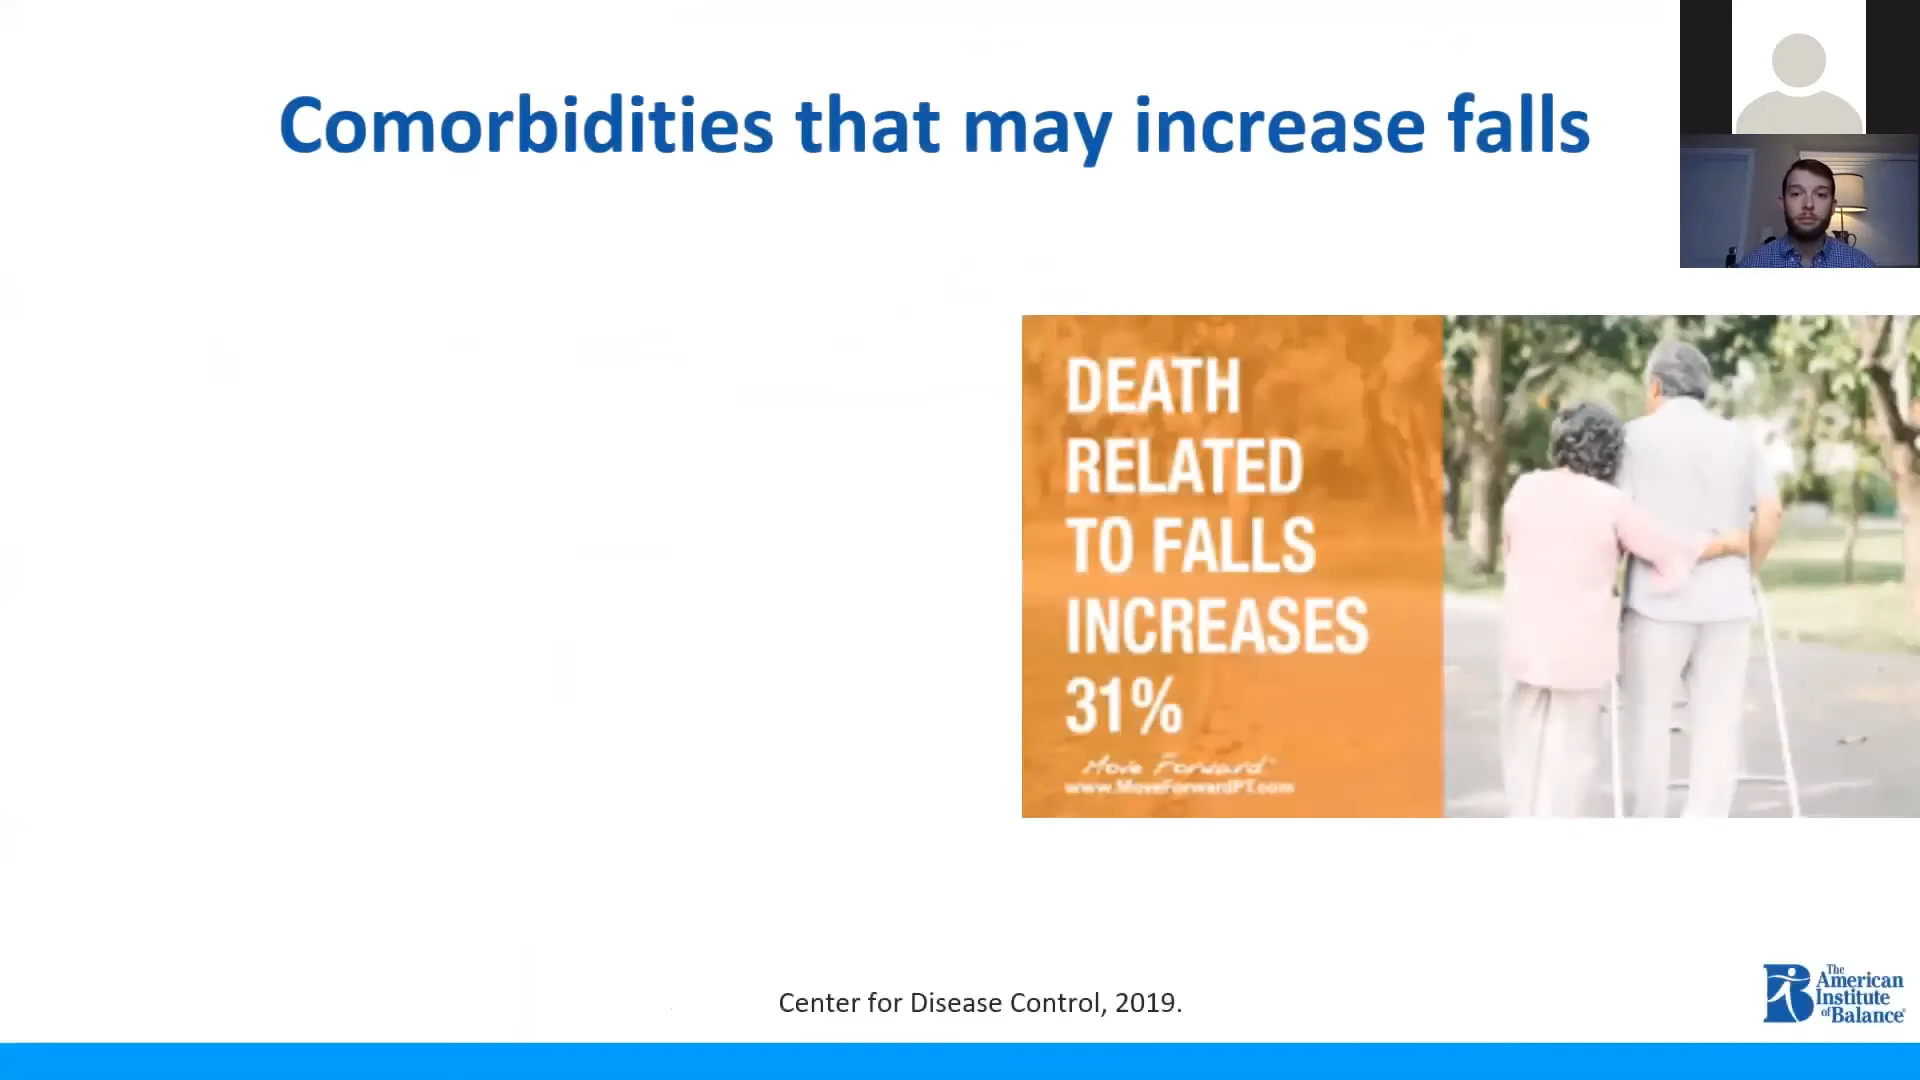 Comorbidities that may increase falls
DEATH
RELATED
TO FALLS
INCREASES
31%
Move Forward
www.MoveForwardPT.com
Center for Disease Control, 2019.
The
American
Institute
of Balance